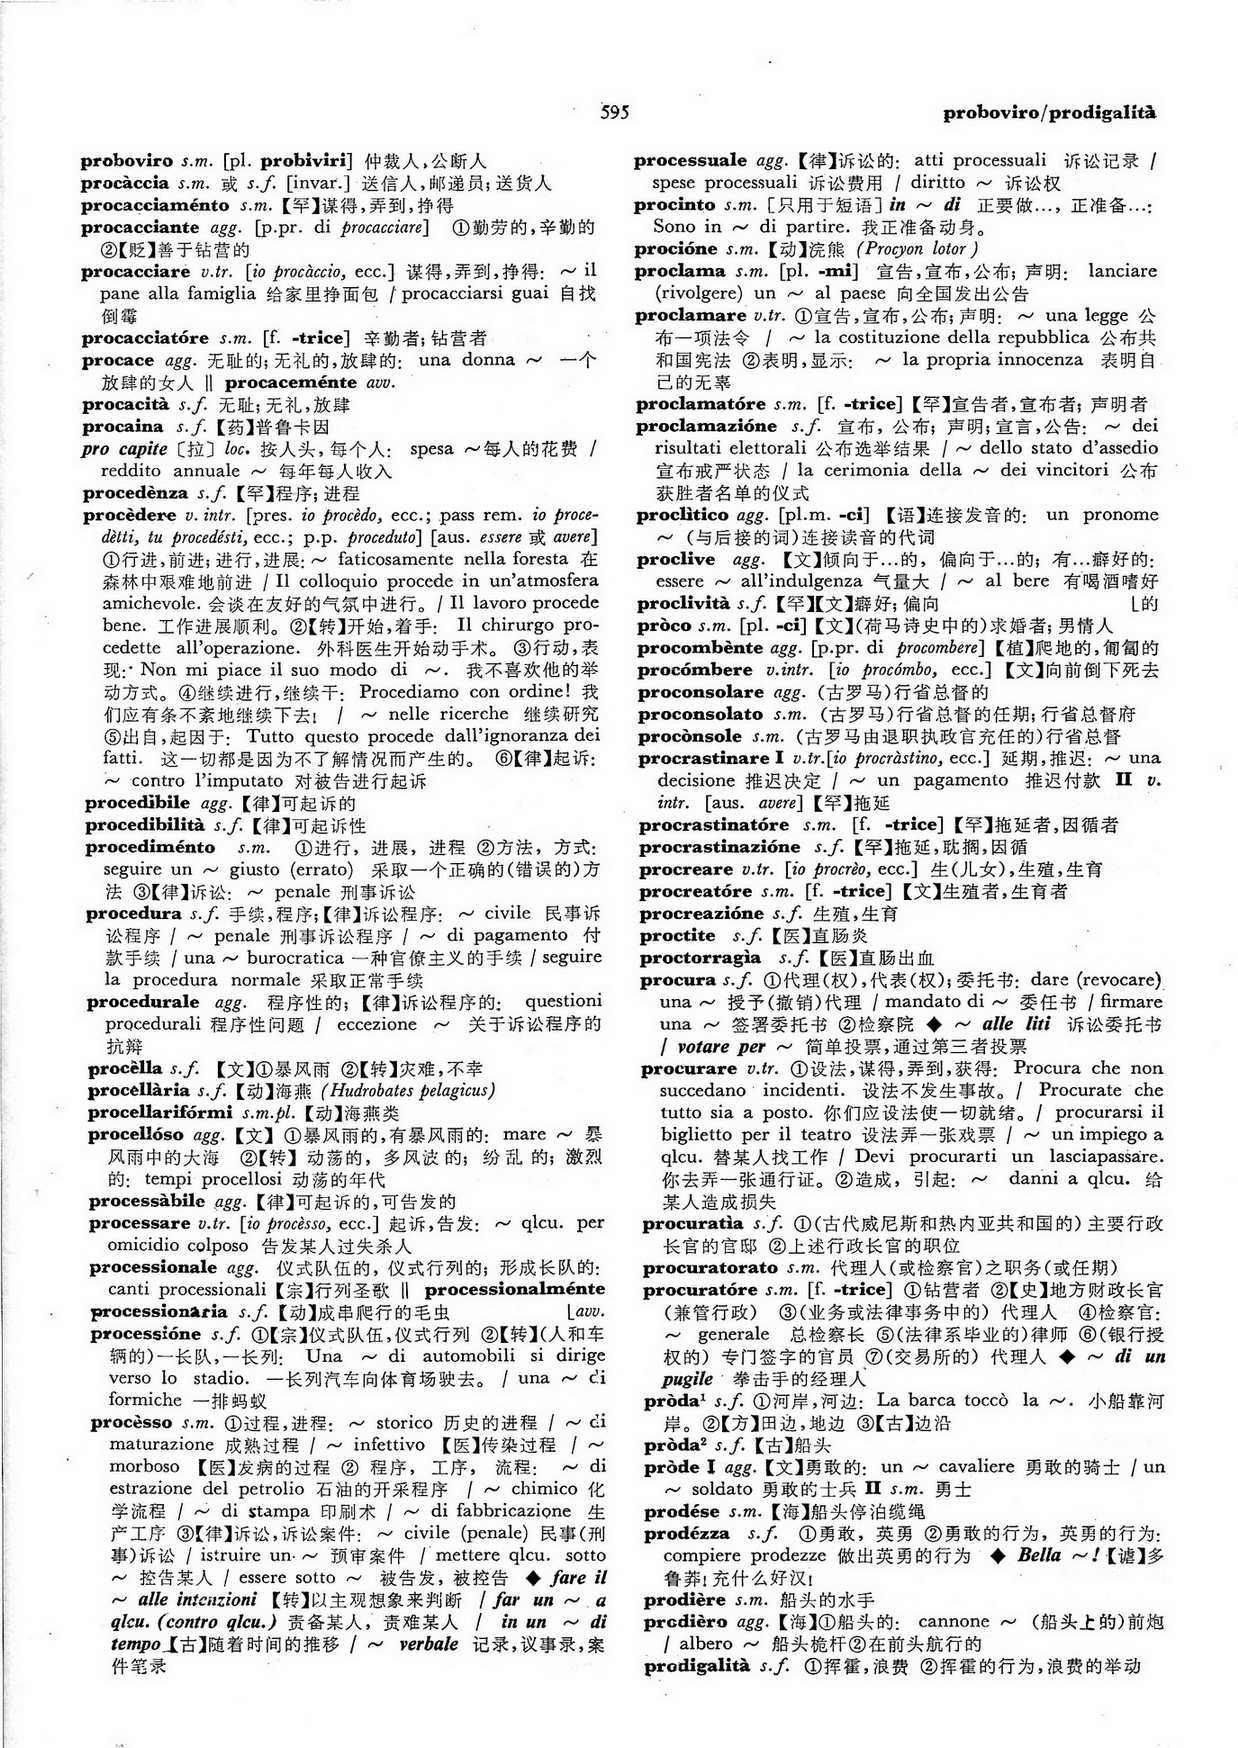 595
proboviro/prodigalità
proboviro s.m. [pl. probiviri] 仲裁人,公断人
procàccia s.m. 或 s.f. [invar.] 送信人,邮递员;送货人
procacciaménto s.m.【罕】谋得,弄到,挣得
procacciante agg. [p.pr. di procacciare] ①勤劳的,辛勤的
②【贬】善于钻营的
procacciare v.tr. [io procàccio, ecc.] 谋得,弄到,挣得: ～ il
pane alla famiglia 给家里挣面包 / procacciarsi guai 自找
倒霉
procacciatóre s.m. [f. -trice] 辛勤者;钻营者
procace agg. 无耻的;无礼的,放肆的: una donna ～ 一个
放肆的女人 ‖ procaceménte avv.
procacità s.f. 无耻;无礼,放肆
procaina s.f.【药】普鲁卡因
pro capite〔拉〕loc. 按人头,每个人: spesa ～每人的花费 /
reddito annuale ～ 每年每人收入
procedènza s.f.【罕】程序;进程
procèdere v. intr. [pres. io procèdo, ecc.; pass rem. io proce-
dètti, tu procedésti, ecc.; p.p. proceduto] [aus. essere 或 avere]
①行进,前进;进行,进展: ～ faticosamente nella foresta 在
森林中艰难地前进 / Il colloquio procede in un'atmosfera
amichevole. 会谈在友好的气氛中进行。/ Il lavoro procede
bene. 工作进展顺利。②【转】开始,着手: Il chirurgo pro-
cedette all'operazione. 外科医生开始动手术。③行动,表
现: Non mi piace il suo modo di ～. 我不喜欢他的举
动方式。④继续进行,继续干: Procediamo con ordine! 我
们应有条不紊地继续下去! / ～ nelle ricerche 继续研究
⑤出自,起因于: Tutto questo procede dall'ignoranza dei
fatti. 这一切都是因为不了解情况而产生的。⑥【律】起诉:
～ contro l'imputato 对被告进行起诉
procedìbile agg.【律】可起诉的
procedibilità s.f.【律】可起诉性
procediménto s.m. ①进行, 进展, 进程 ②方法, 方式:
seguire un ～ giusto (errato) 采取一个正确的(错误的)方
法 ③【律】诉讼: ～ penale 刑事诉讼
procedura s.f. 手续,程序;【律】诉讼程序: ～ civile 民事诉
讼程序 / ～ penale 刑事诉讼程序 / ～ di pagamento 付
款手续 / una ～ burocratica 一种官僚主义的手续 / seguire
la procedura normale 采取正常手续
procedurale agg. 程序性的;【律】诉讼程序的: questioni
procedurali 程序性问题 / eccezione ～ 关于诉讼程序的
抗辩
procèlla s.f. 【文】①暴风雨 ②【转】灾难,不幸
procellària s.f.【动】海燕 (Hudrobates pelagicus)
procellarifórmi s.m.pl.【动】海燕类
procellóso agg.【文】①暴风雨的,有暴风雨的: mare ～ 暴
风雨中的大海 ②【转】动荡的, 多风波的; 纷乱的; 激烈
的: tempi procellosi 动荡的年代
processàbile agg.【律】可起诉的,可告发的
processare v.tr. [io procèsso, ecc.] 起诉,告发: ～ qlcu. per
omicidio colposo 告发某人过失杀人
processionale agg. 仪式队伍的, 仪式行列的; 形成长队的:
canti processionali【宗】行列圣歌 ‖ processionalménte
processionària s.f.【动】成串爬行的毛虫 ⌊avv.
processióne s.f. ①【宗】仪式队伍,仪式行列 ②【转】(人和车
辆的)一长队,一长列: Una ～ di automobili si dirige
verso lo stadio. 一长列汽车向体育场驶去。/ una ～ di
formiche 一排蚂蚁
procèsso s.m. ①过程,进程: ～ storico 历史的进程 / ～ di
maturazione 成熟过程 / ～ infettivo 【医】传染过程 / ～
morboso 【医】发病的过程 ② 程序, 工序, 流程: ～ di
estrazione del petrolio 石油的开采程序 / ～ chimico 化
学流程 / ～ di stampa 印刷术 / ～ di fabbricazione 生
产工序 ③【律】诉讼,诉讼案件: ～ civile (penale) 民事(刑
事)诉讼 / istruire un ～ 预审案件 / mettere qlcu. sotto
～ 控告某人 / essere sotto ～ 被告发, 被控告 ◆ fare il
～ alle intenzioni 【转】以主观想象来判断 / far un ～ a
qlcu. (contro qlcu.) 责备某人, 责难某人 / in un ～ di
tempo【古】随着时间的推移 / ～ verbale 记录,议事录,案
件笔录
processuale agg.【律】诉讼的: atti processuali 诉讼记录 /
spese processuali 诉讼费用 / diritto ～ 诉讼权
procinto s.m.［只用于短语］in ～ di 正要做…, 正准备…:
Sono in ～ di partire. 我正准备动身。
procióne s.m.【动】浣熊 (Procyon lotor)
proclama s.m. [pl. -mi] 宣告,宣布,公布; 声明: lanciare
(rivolgere) un ～ al paese 向全国发出公告
proclamare v.tr. ①宣告,宣布,公布;声明: ～ una legge 公
布一项法令 / ～ la costituzione della repubblica 公布共
和国宪法 ②表明,显示: ～ la propria innocenza 表明自
己的无辜
proclamatóre s.m. [f. -trice]【罕】宣告者,宣布者; 声明者
proclamazióne s.f. 宣布, 公布; 声明;宣言,公告: ～ dei
risultati elettorali 公布选举结果 / ～ dello stato d'assedio
宣布戒严状态 / la cerimonia della ～ dei vincitori 公布
获胜者名单的仪式
proclìtico agg. [pl.m. -ci] 【语】连接发音的: un pronome
～ (与后接的词)连接读音的代词
proclive agg. 【文】倾向于…的, 偏向于…的; 有…癖好的:
essere ～ all'indulgenza 气量大 / ～ al bere 有喝酒嗜好
proclività s.f.【罕】【文】癖好;偏向 ⌊的
pròco s.m. [pl. -ci]【文】(荷马诗史中的)求婚者;男情人
procombènte agg. [p.pr. di procombere]【植】爬地的,匍匐的
procómbere v.intr. [io procómbo, ecc.] 【文】向前倒下死去
proconsolare agg. (古罗马)行省总督的
proconsolato s.m. (古罗马)行省总督的任期;行省总督府
procònsole s.m. (古罗马由退职执政官充任的)行省总督
procrastinare I v.tr.[io procràstino, ecc.] 延期,推迟: ～ una
decisione 推迟决定 / ～ un pagamento 推迟付款 II v.
intr. [aus. avere]【罕】拖延
procrastinatóre s.m. [f. -trice]【罕】拖延者,因循者
procrastinazióne s.f.【罕】拖延,耽搁,因循
procreare v.tr. [io procrèo, ecc.] 生(儿女),生殖,生育
procreatóre s.m. [f. -trice]【文】生殖者,生育者
procreazióne s.f. 生殖,生育
proctite s.f.【医】直肠炎
proctorragìa s.f.【医】直肠出血
procura s.f. ①代理(权),代表(权);委托书: dare (revocare)
una ～ 授予(撤销)代理 / mandato di ～ 委任书 / firmare
una ～ 签署委托书 ②检察院 ◆ ～ alle liti 诉讼委托书
/ votare per ～ 简单投票,通过第三者投票
procurare v.tr. ①设法,谋得,弄到,获得: Procura che non
succedano incidenti. 设法不发生事故。/ Procurate che
tutto sia a posto. 你们应设法使一切就绪。/ procurarsi il
biglietto per il teatro 设法弄一张戏票 / ～ un impiego a
qlcu. 替某人找工作 / Devi procurarti un lasciapassare.
你去弄一张通行证。②造成, 引起: ～ danni a qlcu. 给
某人造成损失
procuratìa s.f. ①(古代威尼斯和热内亚共和国的)主要行政
长官的官邸 ②上述行政长官的职位
procuratorato s.m. 代理人(或检察官)之职务(或任期)
procuratóre s.m. [f. -trice] ①钻营者 ②【史】地方财政长官
(兼管行政) ③(业务或法律事务中的) 代理人 ④检察官:
～ generale 总检察长 ⑤(法律系毕业的)律师 ⑥(银行授
权的) 专门签字的官员 ⑦(交易所的) 代理人 ◆ ～ di un
pugile 拳击手的经理人
pròda¹ s.f. ①河岸,河边: La barca toccò la ～. 小船靠河
岸。②【方】田边,地边 ③【古】边沿
pròda² s.f.【古】船头
pròde I agg.【文】勇敢的: un ～ cavaliere 勇敢的骑士 / un
～ soldato 勇敢的士兵 II s.m. 勇士
prodése s.m.【海】船头停泊缆绳
prodézza s.f. ①勇敢, 英勇 ②勇敢的行为, 英勇的行为:
compiere prodezze 做出英勇的行为 ◆ Bella ～!【谑】多
鲁莽! 充什么好汉!
prodière s.m. 船头的水手
prodièro agg.【海】①船头的: cannone ～ (船头上的)前炮
/ albero ～ 船头桅杆②在前头航行的
prodigalità s.f. ①挥霍,浪费 ②挥霍的行为,浪费的举动